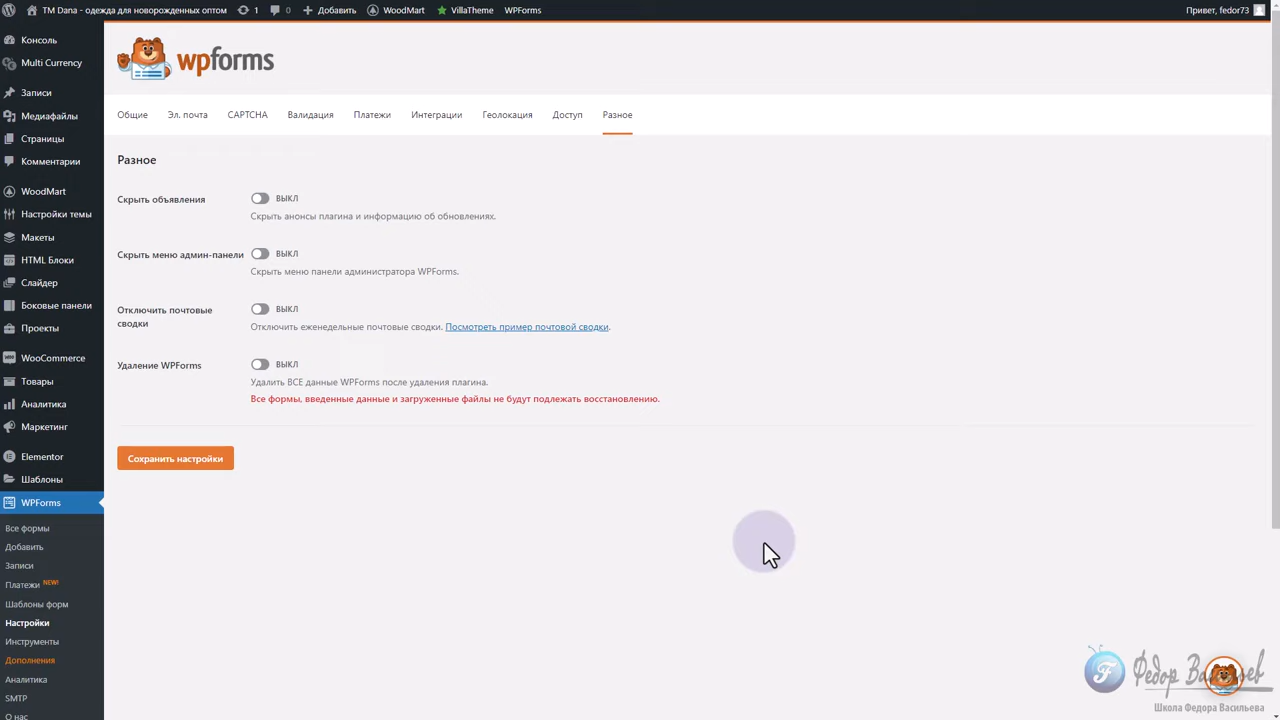 TM Dana - одежда для новорожденных оптом 1 0 Добавить WoodMart VillaTheme WPForms Привет, fedor73
Консоль
Multi Currency
Записи
Медиафайлы
Страницы
Комментарии
WoodMart
Настройки темы
Макеты
HTML Блоки
Слайдер
Боковые панели
Проекты
WooCommerce
Товары
Аналитика
Маркетинг
Elementor
Шаблоны
WPForms
Все формы
Добавить
Записи
Платежи NEW!
Шаблоны форм
Настройки
Инструменты
Дополнения
Аналитика
SMTP
О нас
wpforms
Общие Эл. почта CAPTCHA Валидация Платежи Интеграции Геолокация Доступ Разное
Разное
Скрыть объявления ВЫКЛ
Скрыть анонсы плагина и информацию об обновлениях.
Скрыть меню админ-панели ВЫКЛ
Скрыть меню панели администратора WPForms.
Отключить почтовые сводки ВЫКЛ
Отключить еженедельные почтовые сводки. Посмотреть пример почтовой сводки.
Удаление WPForms ВЫКЛ
Удалить ВСЕ данные WPForms после удаления плагина.
Все формы, введенные данные и загруженные файлы не будут подлежать восстановлению.
Сохранить настройки
Федор Васильев
Школа Федора Васильева